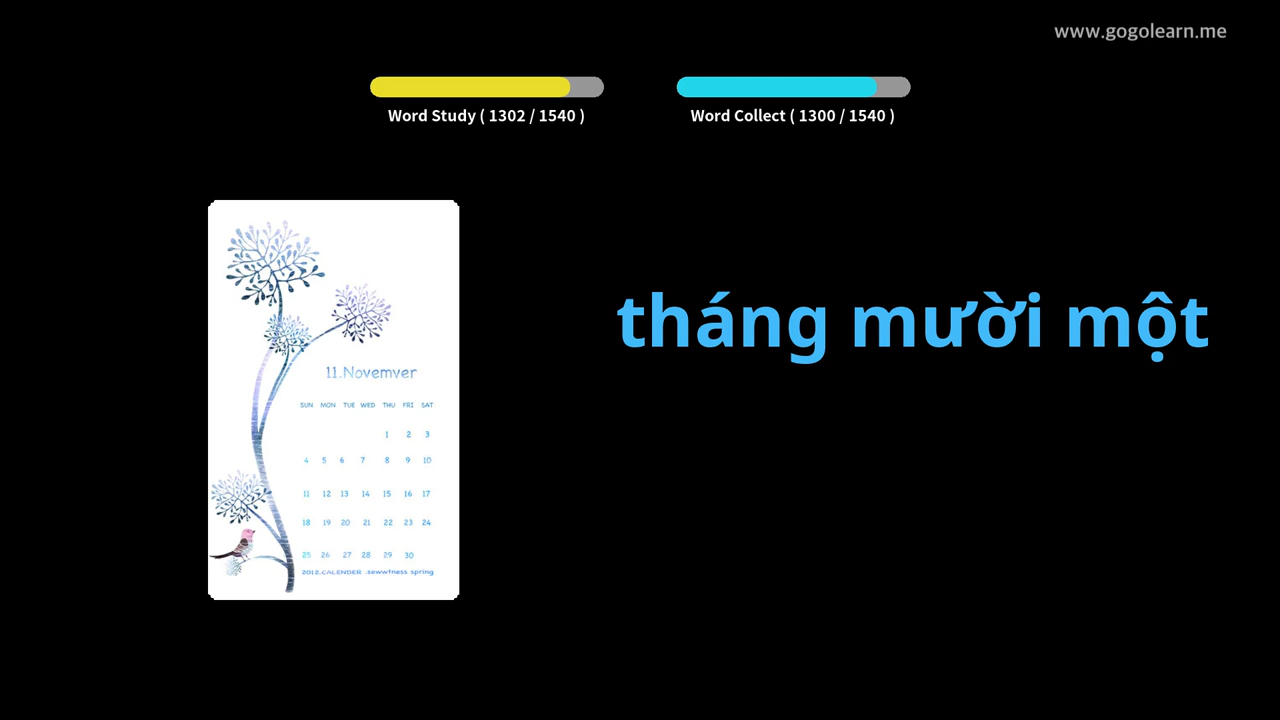 www.gogolearn.me
Word Study ( 1302 / 1540 )
Word Collect ( 1300 / 1540 )
tháng mười một
11.Novemver
SUN MON TUE WED THU FRI SAT
1 2 3
4 5 6 7 8 9 10
11 12 13 14 15 16 17
18 19 20 21 22 23 24
25 26 27 28 29 30
2012.CALENDER .sewwtness spring